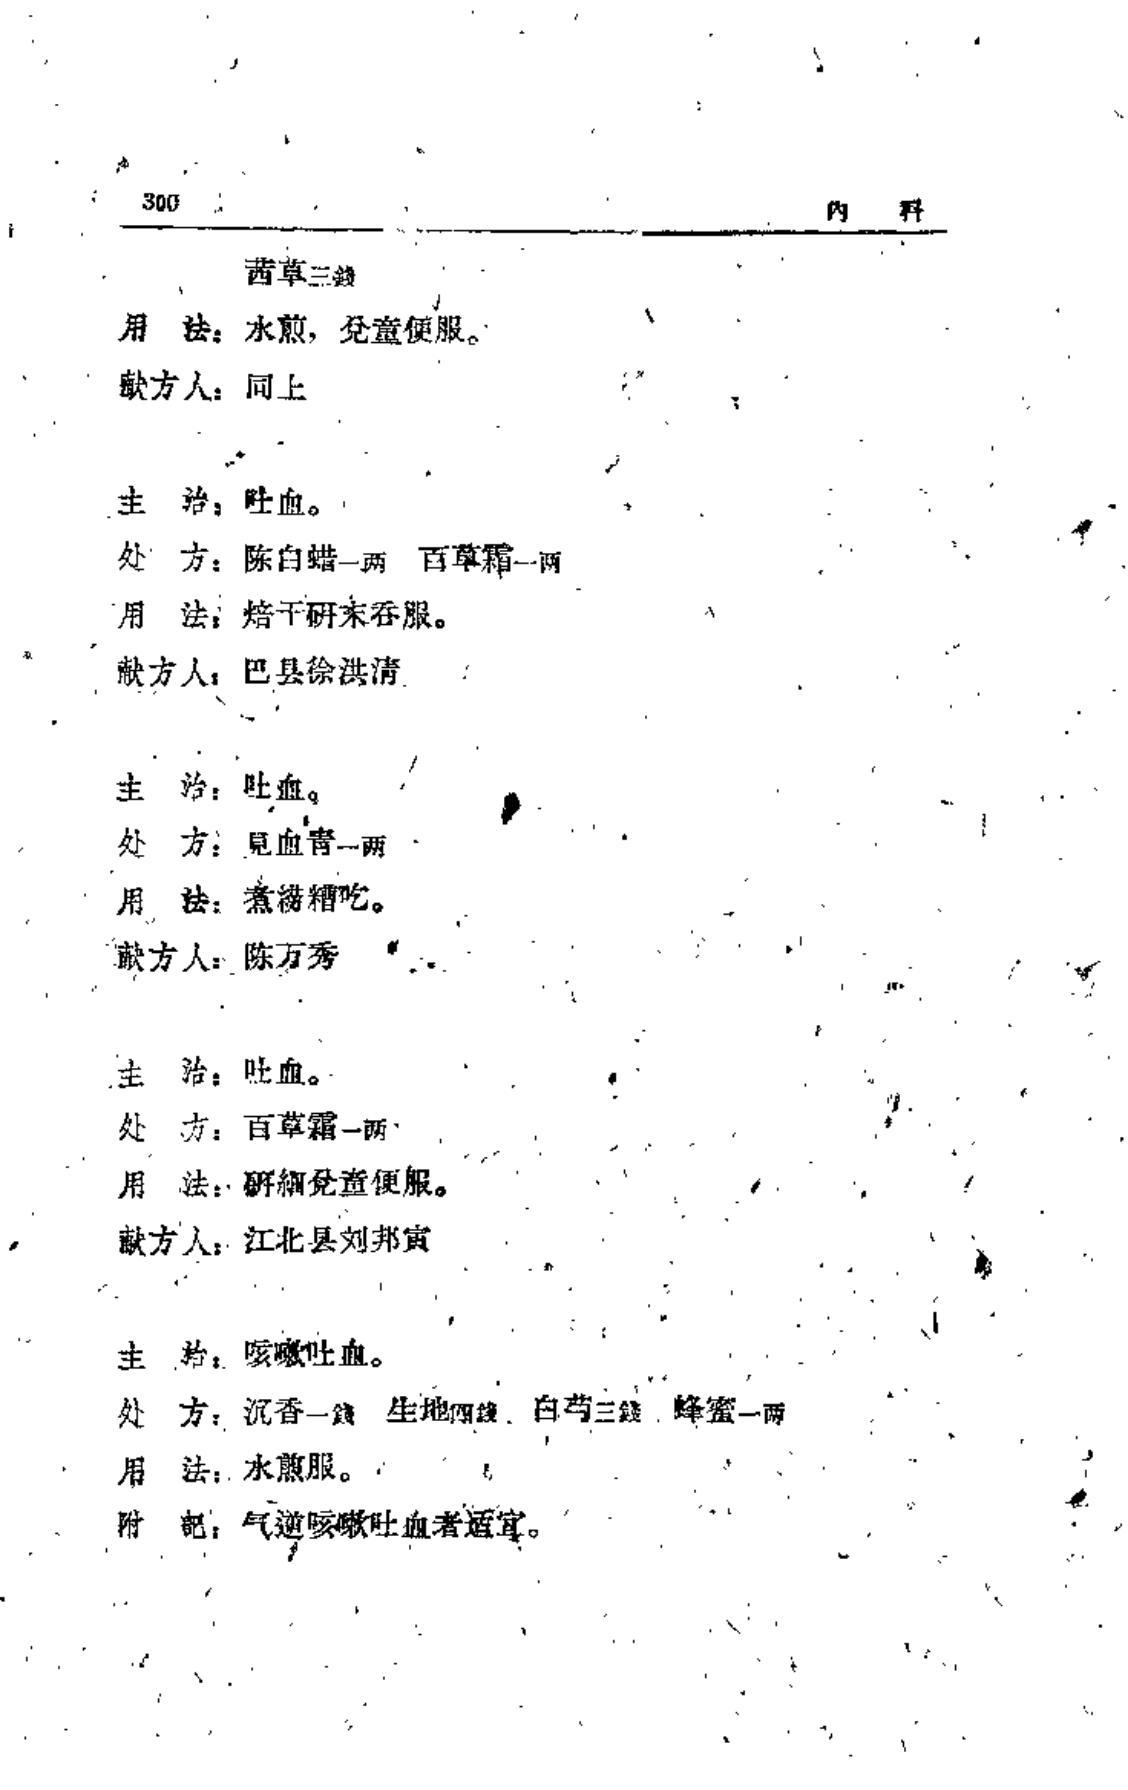 300
内 科
茜草三錢
用 法：水煎，兌童便服。
献方人：同上
主 治：吐血。
处 方：陈白蜡一两 百草霜一两
用 法：焙干研末吞服。
献方人：巴县徐洪清
主 治：吐血。
处 方：見血青一两
用 法：煮捞糟吃。
献方人：陈万秀
主 治：吐血。
处 方：百草霜一两
用 法：研細兌童便服。
献方人：江北县刘邦寅
主 治：咳嗽吐血。
处 方：沉香一錢 生地四錢 白芍三錢 蜂蜜一两
用 法：水煎服。
附 記：气逆咳嗽吐血者适宜。